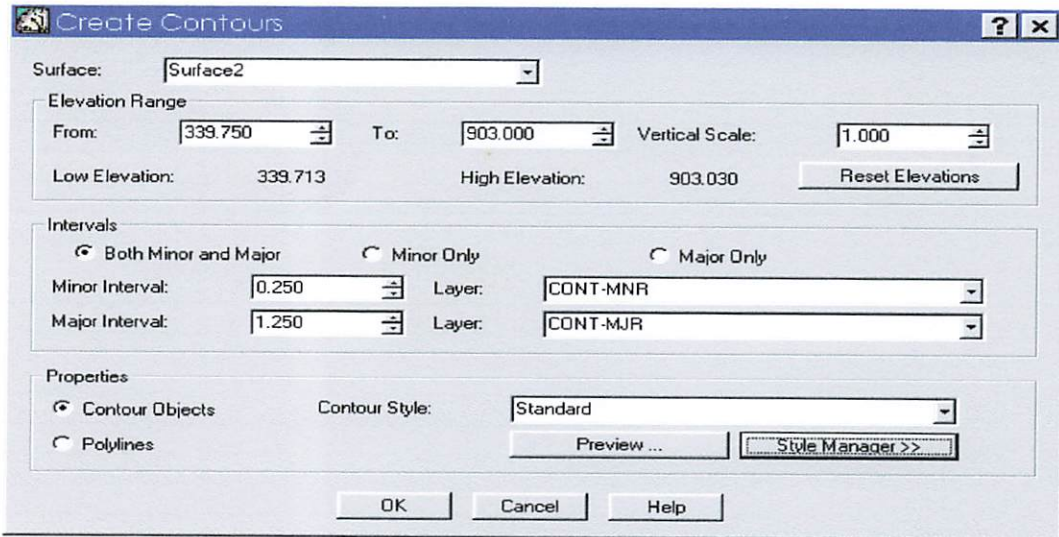 Create Contours
? ×
Surface: Surface2
Elevation Range
From: 339.750 To: 903.000 Vertical Scale: 1.000
Low Elevation: 339.713 High Elevation: 903.030 Reset Elevations
Intervals
Both Minor and Major Minor Only Major Only
Minor Interval: 0.250 Layer: CONT-MNR
Major Interval: 1.250 Layer: CONT-MJR
Properties
Contour Objects Contour Style: Standard
Polylines Preview ... Style Manager >>
OK Cancel Help